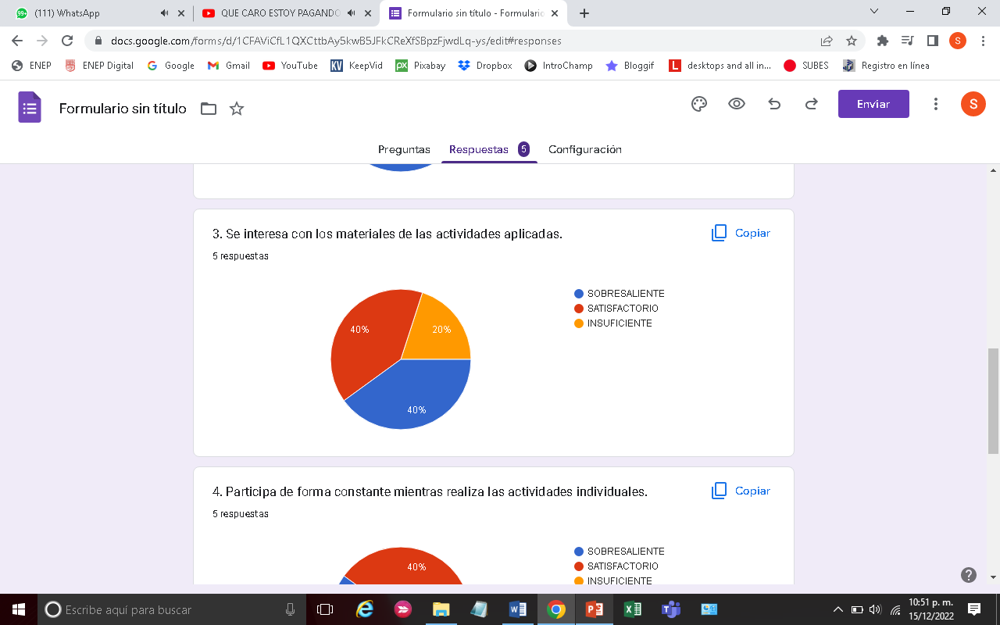 99+ (111) WhatsApp
QUE CARO ESTOY PAGANDO
Formulario sin título - Formulario
docs.google.com/forms/d/1CFAViCfL1QXCttbAy5kwB5JFkCReXfSBpzFjwdLq-ys/edit#responses
S
ENEP
ENEP Digital
Google
Gmail
YouTube
KV KeepVid
px Pixabay
Dropbox
IntroChamp
Bloggif
L desktops and all in...
SUBES
Registro en línea
Formulario sin título
Enviar
S
Preguntas
Respuestas 5
Configuración
3. Se interesa con los materiales de las actividades aplicadas.
Copiar
5 respuestas
SOBRESALIENTE
SATISFACTORIO
INSUFICIENTE
40%
20%
40%
4. Participa de forma constante mientras realiza las actividades individuales.
Copiar
5 respuestas
SOBRESALIENTE
SATISFACTORIO
INSUFICIENTE
40%
Escribe aquí para buscar
10:51 p. m.
15/12/2022